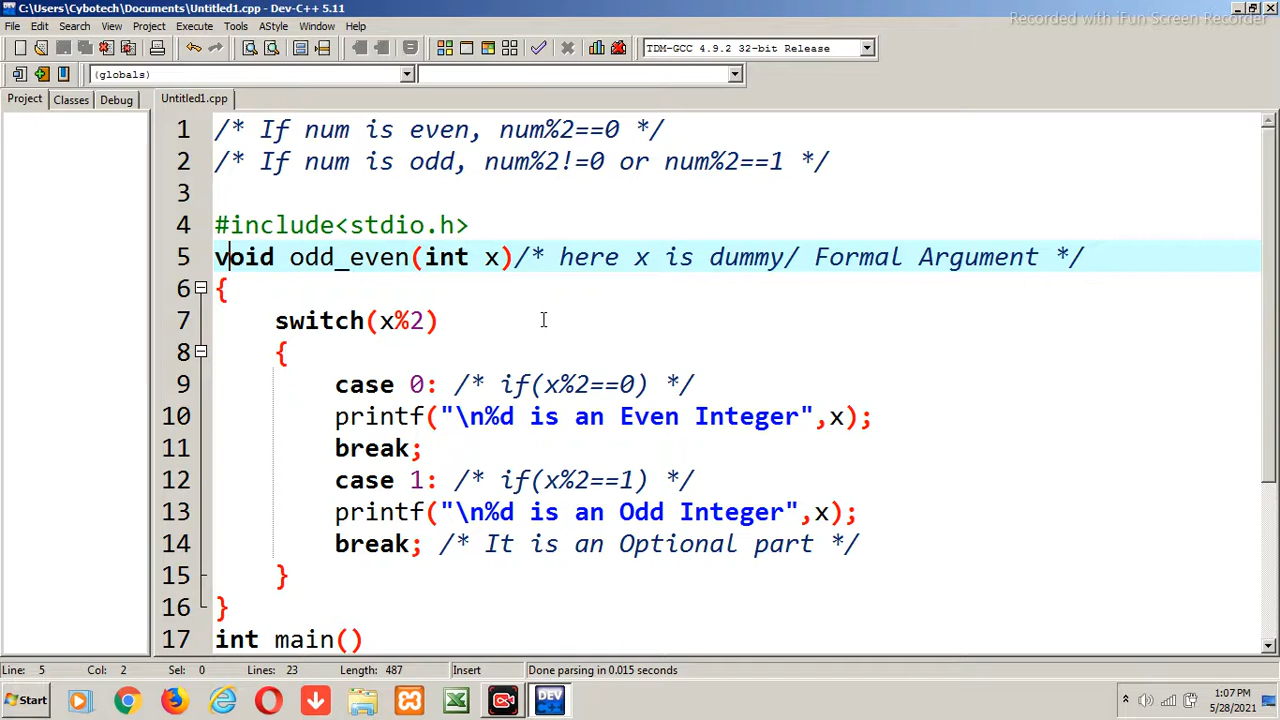 C:\Users\Cybotech\Documents\Untitled1.cpp - Dev-C++ 5.11
Recorded with iFun Screen Recorder
File Edit Search View Project Execute Tools AStyle Window Help
TDM-GCC 4.9.2 32-bit Release
(globals)
Project Classes Debug Untitled1.cpp
1 /* If num is even, num%2==0 */
2 /* If num is odd, num%2!=0 or num%2==1 */
3
4 #include<stdio.h>
5 void odd_even(int x)/* here x is dummy/ Formal Argument */
6 {
7 switch(x%2)
8 {
9 case 0: /* if(x%2==0) */
10 printf("\n%d is an Even Integer",x);
11 break;
12 case 1: /* if(x%2==1) */
13 printf("\n%d is an Odd Integer",x);
14 break; /* It is an Optional part */
15 }
16 }
17 int main()
Line: 5 Col: 2 Sel: 0 Lines: 23 Length: 487 Insert Done parsing in 0.015 seconds
Start DEV 1:07 PM
5/28/2021